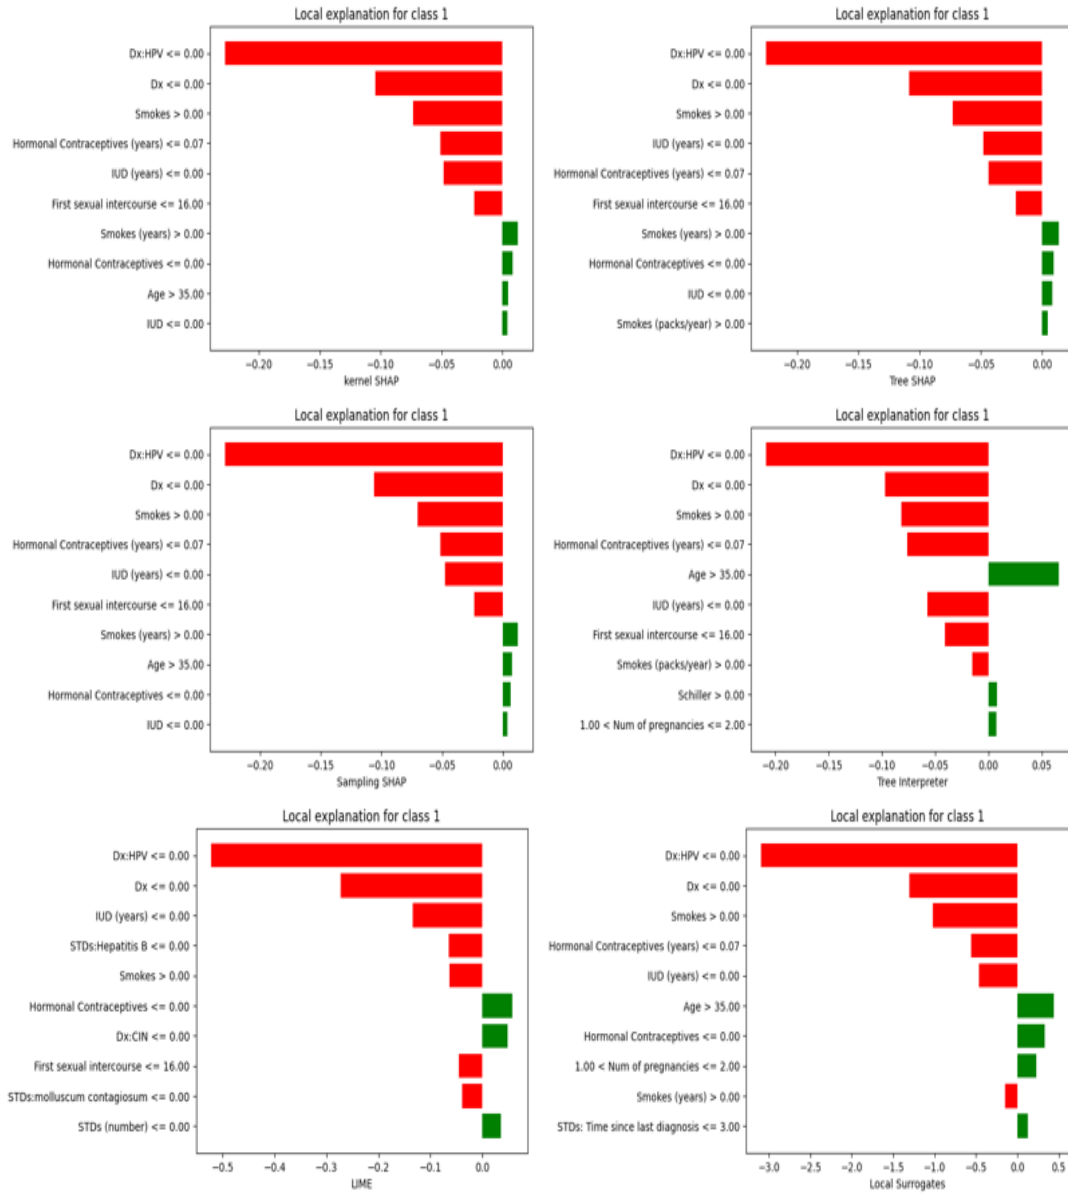 Local explanation for class 1
Dx:HPV <= 0.00
Dx <= 0.00
Smokes > 0.00
Hormonal Contraceptives (years) <= 0.07
IUD (years) <= 0.00
First sexual intercourse <= 16.00
Smokes (years) > 0.00
Hormonal Contraceptives <= 0.00
Age > 35.00
IUD <= 0.00
−0.20 −0.15 −0.10 −0.05 0.00
kernel SHAP
Local explanation for class 1
Dx:HPV <= 0.00
Dx <= 0.00
Smokes > 0.00
IUD (years) <= 0.00
Hormonal Contraceptives (years) <= 0.07
First sexual intercourse <= 16.00
Smokes (years) > 0.00
Hormonal Contraceptives <= 0.00
IUD <= 0.00
Smokes (packs/year) > 0.00
−0.20 −0.15 −0.10 −0.05 0.00
Tree SHAP
Local explanation for class 1
Dx:HPV <= 0.00
Dx <= 0.00
Smokes > 0.00
Hormonal Contraceptives (years) <= 0.07
IUD (years) <= 0.00
First sexual intercourse <= 16.00
Smokes (years) > 0.00
Age > 35.00
Hormonal Contraceptives <= 0.00
IUD <= 0.00
−0.20 −0.15 −0.10 −0.05 0.00
Sampling SHAP
Local explanation for class 1
Dx:HPV <= 0.00
Dx <= 0.00
Smokes > 0.00
Hormonal Contraceptives (years) <= 0.07
Age > 35.00
IUD (years) <= 0.00
First sexual intercourse <= 16.00
Smokes (packs/year) > 0.00
Schiller > 0.00
1.00 < Num of pregnancies <= 2.00
−0.20 −0.15 −0.10 −0.05 0.00 0.05
Tree Interpreter
Local explanation for class 1
Dx:HPV <= 0.00
Dx <= 0.00
IUD (years) <= 0.00
STDs:Hepatitis B <= 0.00
Smokes > 0.00
Hormonal Contraceptives <= 0.00
Dx:CIN <= 0.00
First sexual intercourse <= 16.00
STDs:molluscum contagiosum <= 0.00
STDs (number) <= 0.00
−0.5 −0.4 −0.3 −0.2 −0.1 0.0
LIME
Local explanation for class 1
Dx:HPV <= 0.00
Dx <= 0.00
Smokes > 0.00
Hormonal Contraceptives (years) <= 0.07
IUD (years) <= 0.00
Age > 35.00
Hormonal Contraceptives <= 0.00
1.00 < Num of pregnancies <= 2.00
Smokes (years) > 0.00
STDs: Time since last diagnosis <= 3.00
−3.0 −2.5 −2.0 −1.5 −1.0 −0.5 0.0 0.5
Local Surrogates